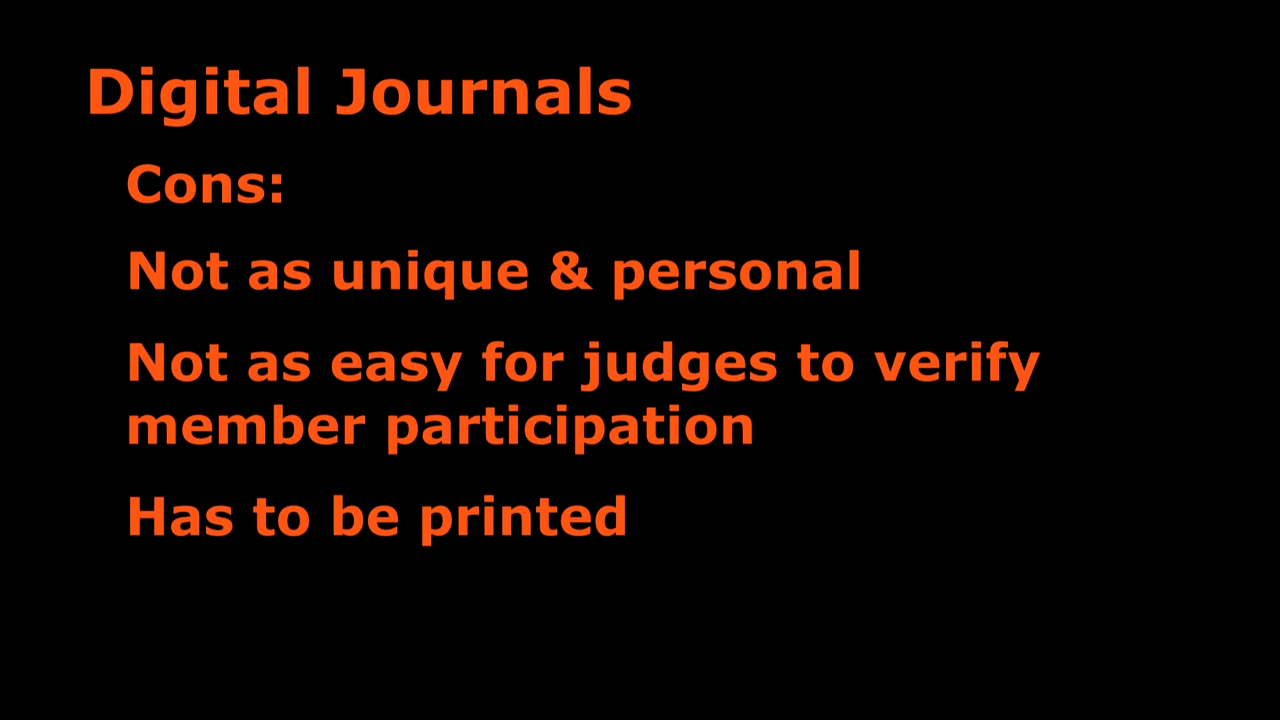 Digital Journals
Cons:
Not as unique & personal
Not as easy for judges to verify
member participation
Has to be printed